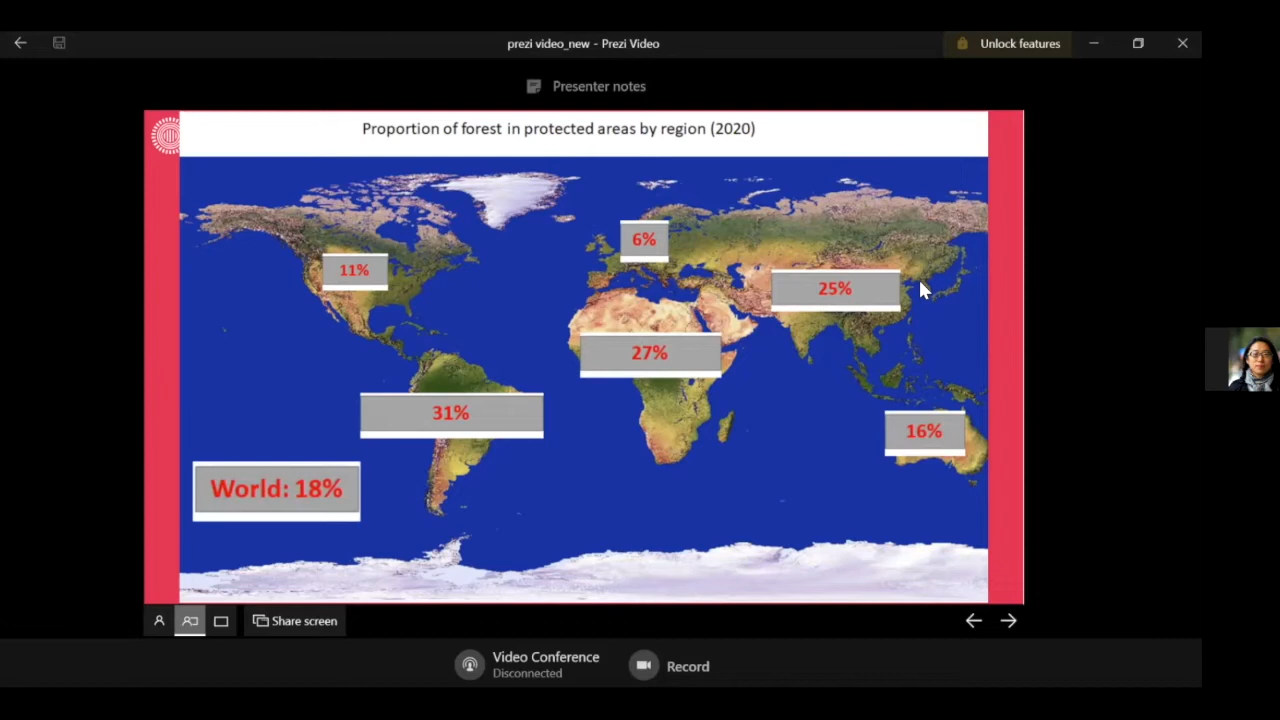 prezi video_new - Prezi Video
Unlock features
Presenter notes
Proportion of forest in protected areas by region (2020)
6%
11%
25%
27%
31%
16%
World: 18%
Share screen
Video Conference
Disconnected
Record